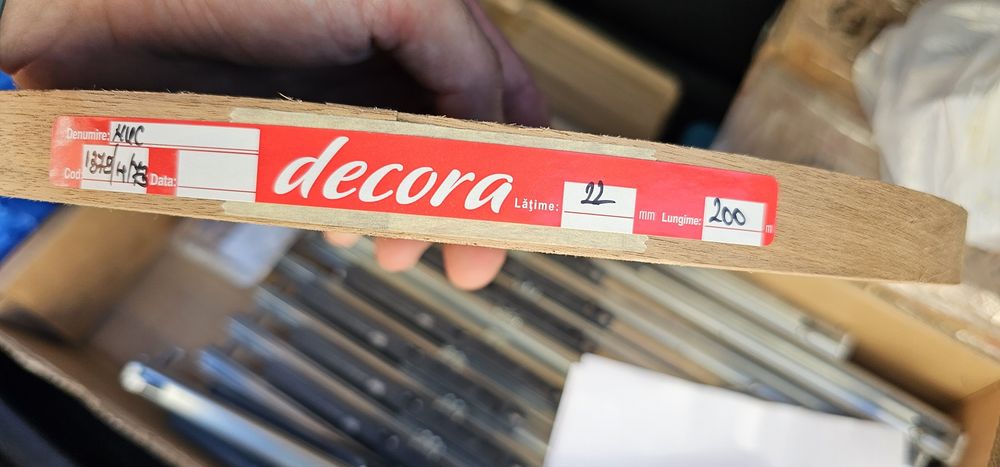 Denumire: NUC
Cod: Data:
decora
Lățime: 22 mm Lungime: 200 m